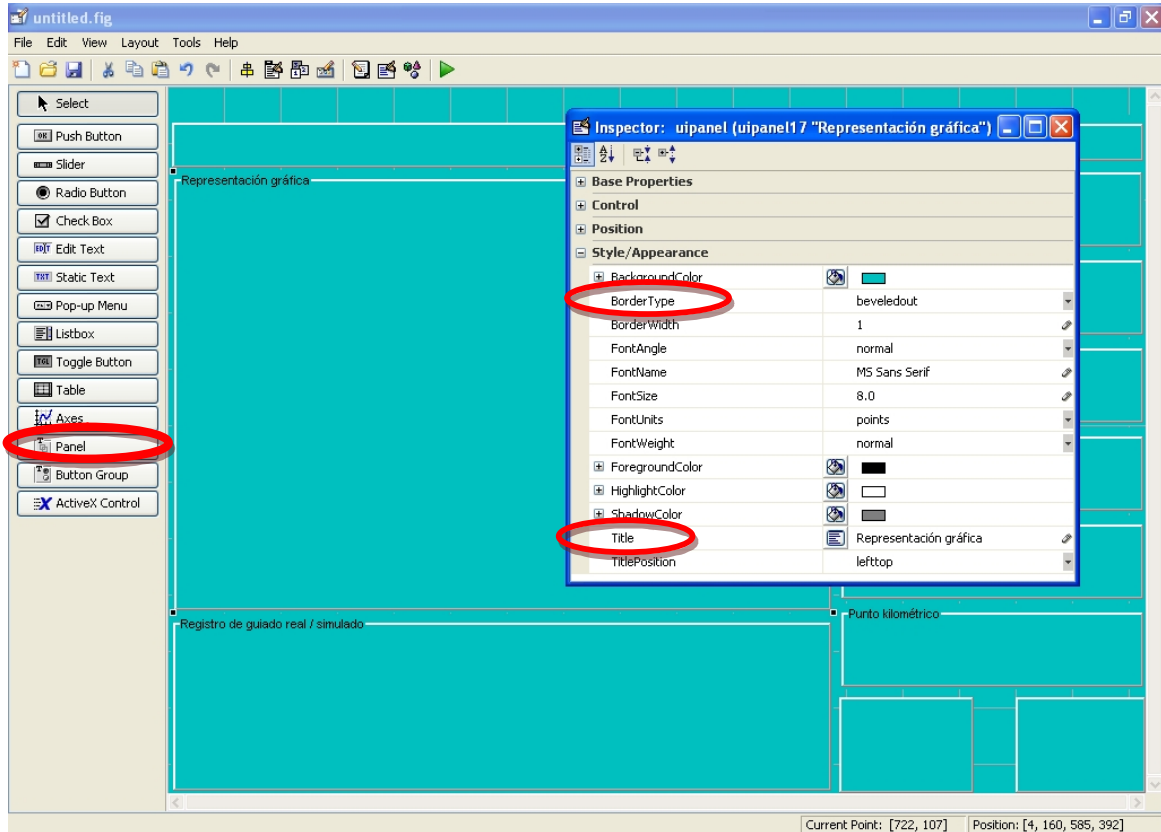 untitled.fig
File Edit View Layout Tools Help
Select
Push Button
Slider
Radio Button
Check Box
Edit Text
Static Text
Pop-up Menu
Listbox
Toggle Button
Table
Axes
Panel
Button Group
ActiveX Control
Representación gráfica
Inspector: uipanel (uipanel17 "Representación gráfica")
Base Properties
Control
Position
Style/Appearance
BackgroundColor
BorderType beveledout
BorderWidth 1
FontAngle normal
FontName MS Sans Serif
FontSize 8.0
FontUnits points
FontWeight normal
ForegroundColor
HighlightColor
ShadowColor
Title Representación gráfica
TitlePosition lefttop
Registro de guiado real / simulado
Punto kilométrico
Current Point: [722, 107] Position: [4, 160, 585, 392]